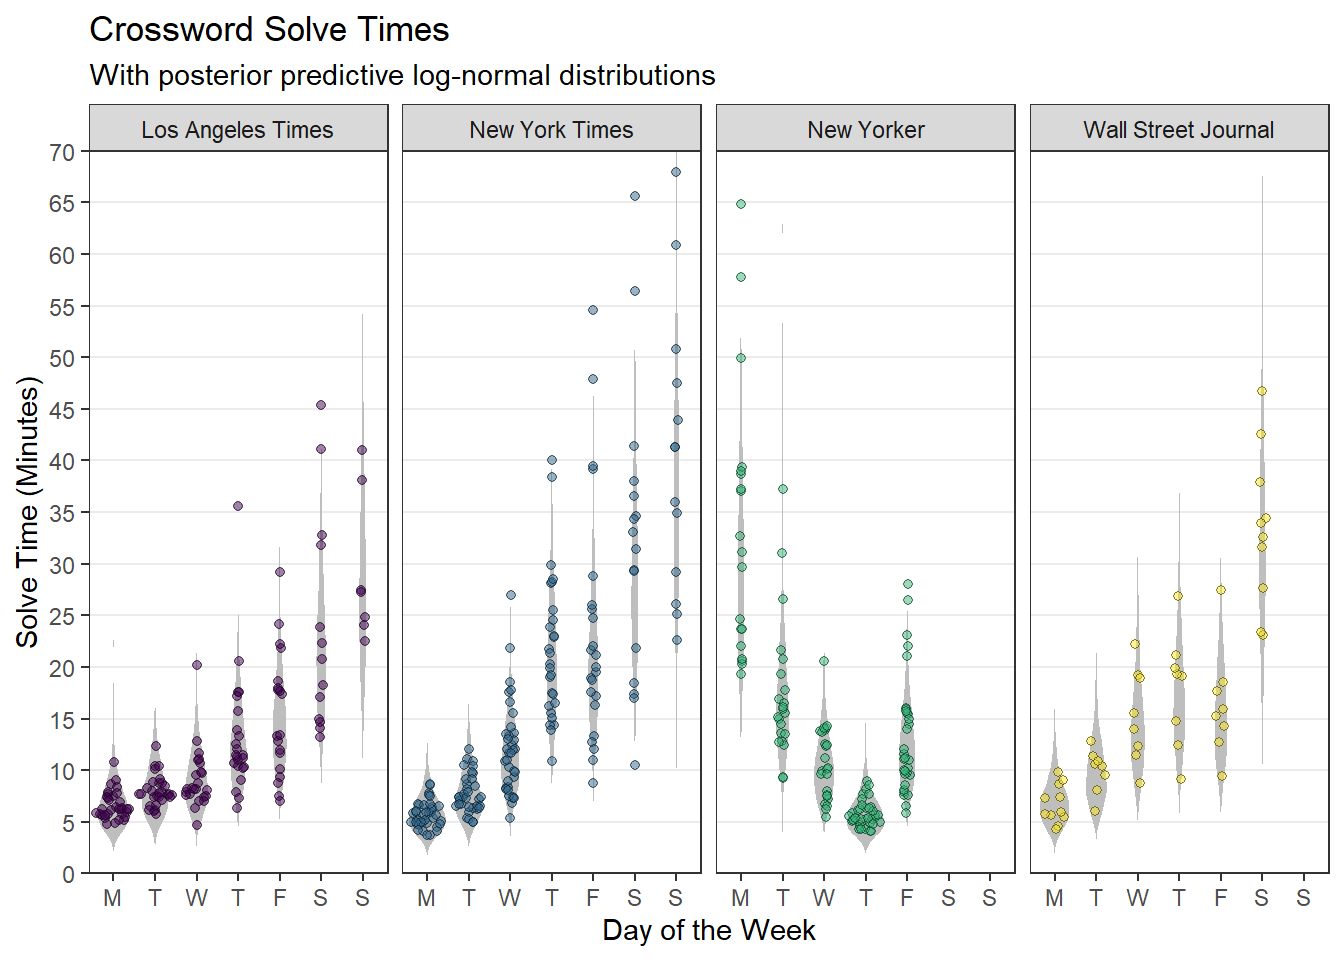 Crossword Solve Times
With posterior predictive log-normal distributions
Los Angeles Times
New York Times
New Yorker
Wall Street Journal
70
65
60
55
50
45
40
35
30
25
20
15
10
5
0
Solve Time (Minutes)
M T W T F S S
M T W T F S S
M T W T F S S
M T W T F S S
Day of the Week